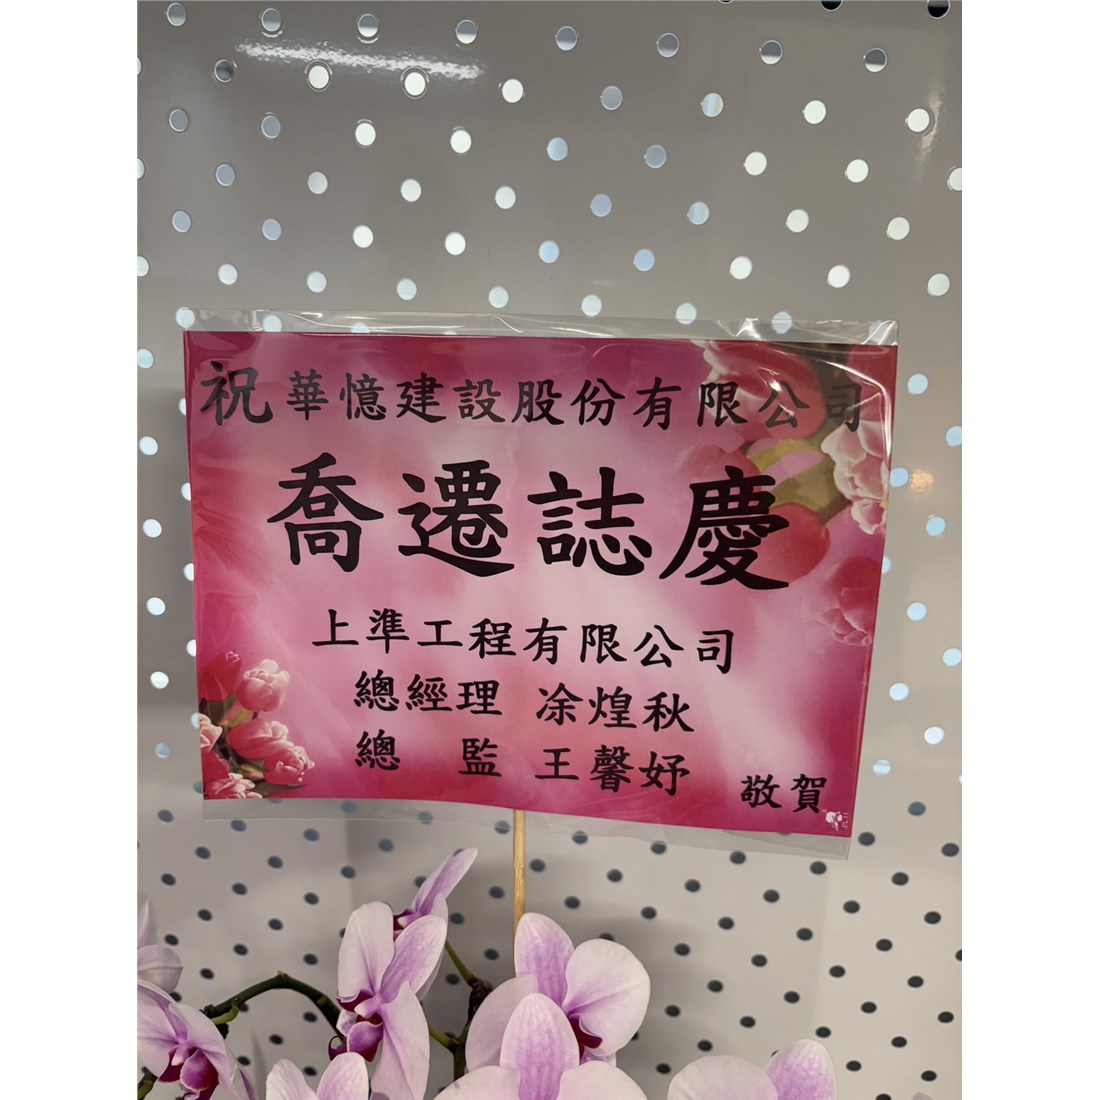 祝華憶建設股份有限公司
喬遷誌慶
上準工程有限公司
總經理 涂煌秋
總 監 王馨妤
敬賀